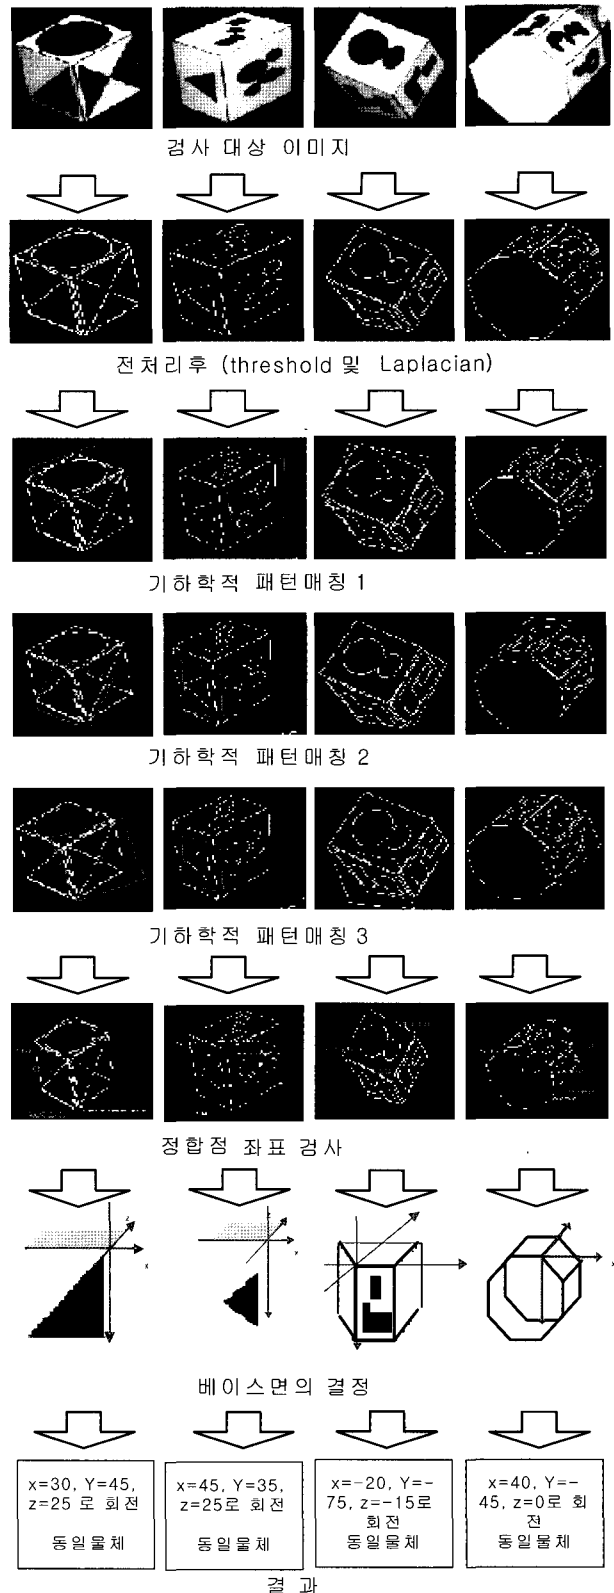 검사 대상 이미지
전처리후 (threshold 및 Laplacian)
기하학적 패턴매칭 1
기하학적 패턴매칭 2
기하학적 패턴매칭 3
정합점 좌표 검사
z
x
z
x
x
베이스면의 결정
x=30, Y=45,
z=25 로 회전
동일물체
x=45, Y=35,
z=25로 회전
동일물체
x=-20, Y=-
75, z=-15로
회전
동일물체
x=40, Y=-
45, z=0로 회
전
동일물체
결 과